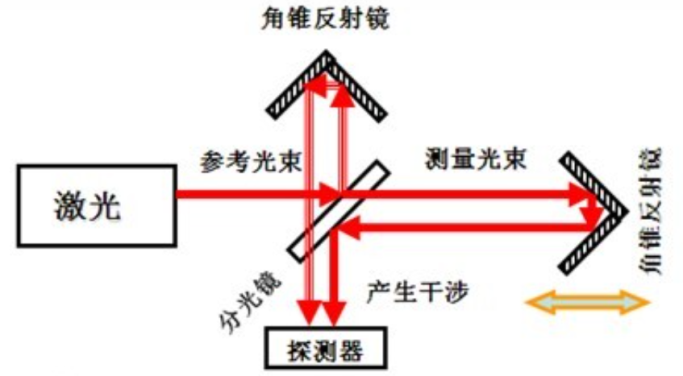 角锥反射镜
参考光束
测量光束
激光
角锥反射镜
分光镜
产生干涉
探测器